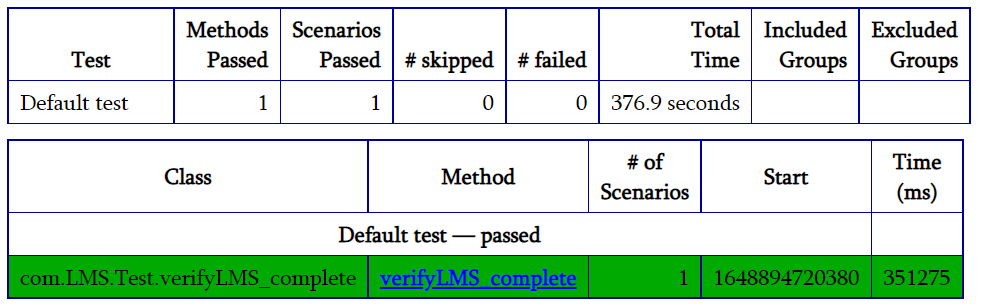 Test Methods Passed Scenarios Passed # skipped # failed Total Time Included Groups Excluded Groups
Default test 1 1 0 0 376.9 seconds
Class Method # of Scenarios Start Time (ms)
Default test — passed
com.LMS.Test.verifyLMS_complete verifyLMS_complete 1 1648894720380 351275